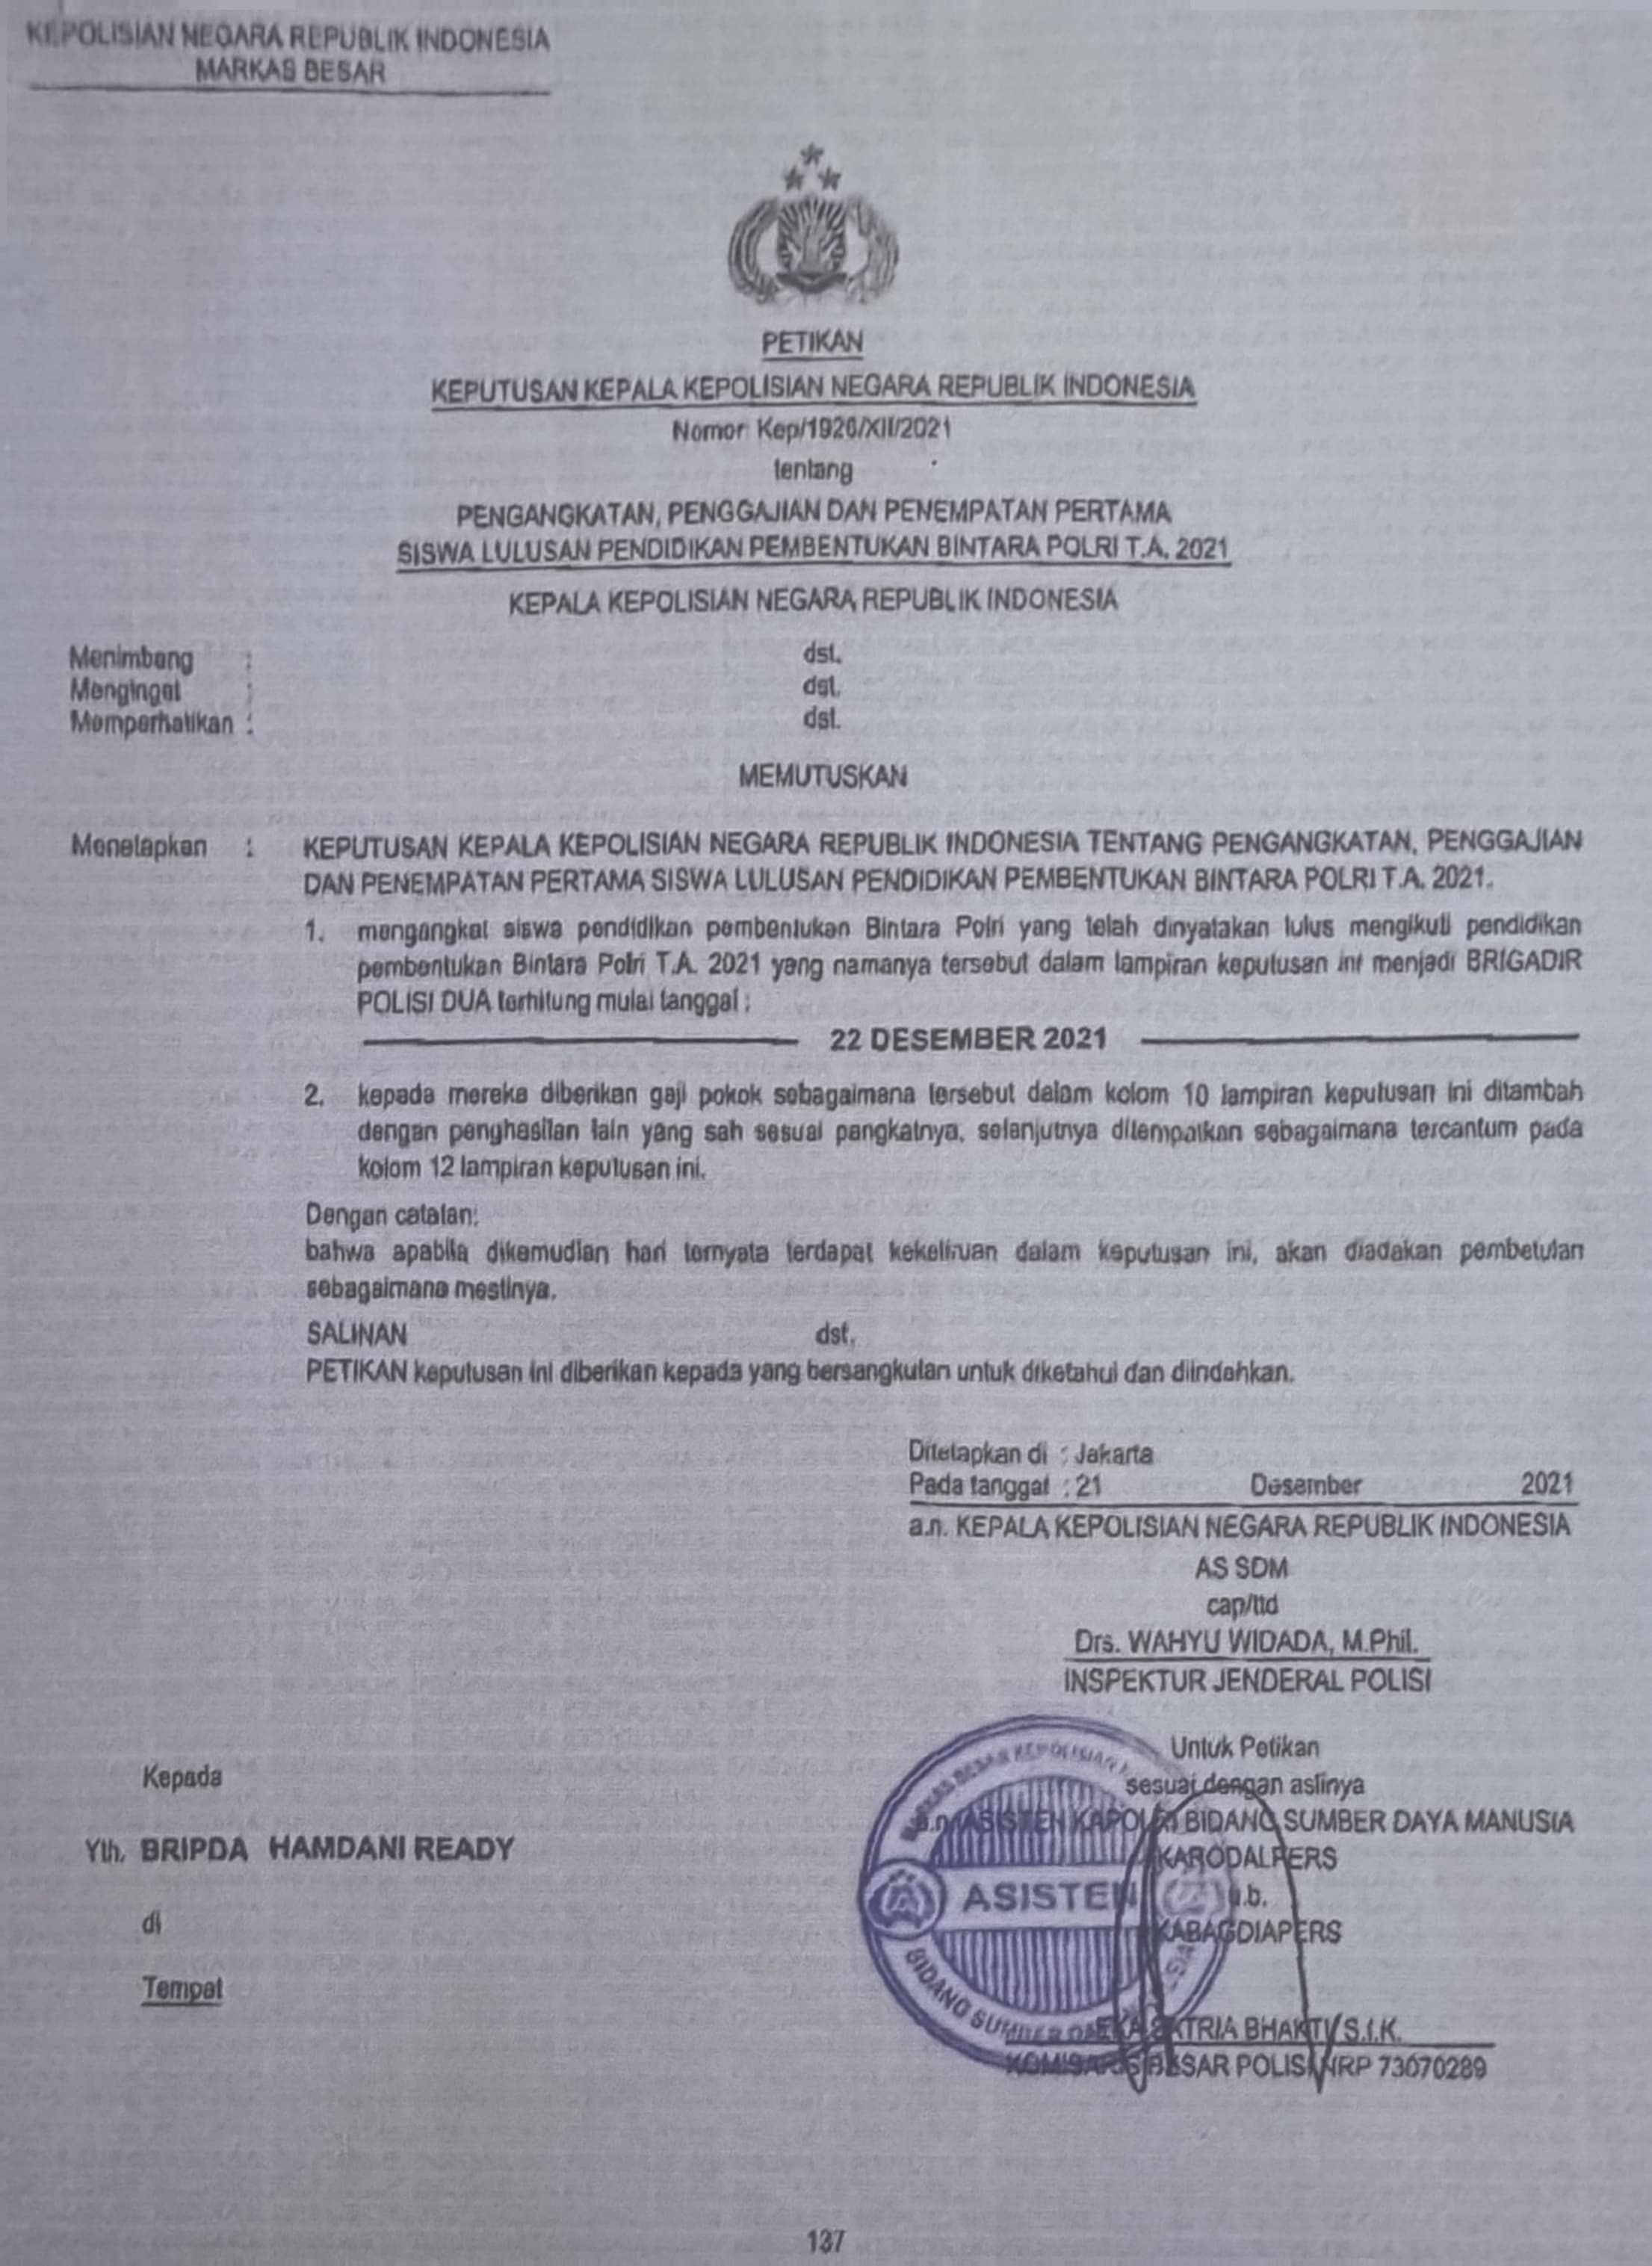 KEPOLISIAN NEGARA REPUBLIK INDONESIA
MARKAS BESAR
PETIKAN
KEPUTUSAN KEPALA KEPOLISIAN NEGARA REPUBLIK INDONESIA
Nomor: Kep/1926/XII/2021
tentang
PENGANGKATAN, PENGGAJIAN DAN PENEMPATAN PERTAMA
SISWA LULUSAN PENDIDIKAN PEMBENTUKAN BINTARA POLRI T.A. 2021
KEPALA KEPOLISIAN NEGARA REPUBLIK INDONESIA
Menimbang : dst.
Mengingat : dst.
Memperhatikan : dst.
MEMUTUSKAN
Menetapkan : KEPUTUSAN KEPALA KEPOLISIAN NEGARA REPUBLIK INDONESIA TENTANG PENGANGKATAN, PENGGAJIAN
DAN PENEMPATAN PERTAMA SISWA LULUSAN PENDIDIKAN PEMBENTUKAN BINTARA POLRI T.A. 2021.
1. mengangkat siswa pendidikan pembentukan Bintara Polri yang telah dinyatakan lulus mengikuti pendidikan
pembentukan Bintara Polri T.A. 2021 yang namanya tersebut dalam lampiran keputusan ini menjadi BRIGADIR
POLISI DUA terhitung mulai tanggal :
22 DESEMBER 2021
2. kepada mereka diberikan gaji pokok sebagaimana tersebut dalam kolom 10 lampiran keputusan ini ditambah
dengan penghasilan lain yang sah sesuai pangkatnya, selanjutnya ditempatkan sebagaimana tercantum pada
kolom 12 lampiran keputusan ini.
Dengan catatan:
bahwa apabila dikemudian hari ternyata terdapat kekeliruan dalam keputusan ini, akan diadakan pembetulan
sebagaimana mestinya.
SALINAN dst.
PETIKAN keputusan ini diberikan kepada yang bersangkutan untuk diketahui dan diindahkan.
Ditetapkan di : Jakarta
Pada tanggal : 21 Desember 2021
a.n. KEPALA KEPOLISIAN NEGARA REPUBLIK INDONESIA
AS SDM
cap/ttd
Drs. WAHYU WIDADA, M.Phil.
INSPEKTUR JENDERAL POLISI
Untuk Petikan
sesuai dengan aslinya
a.n. ASISTEN KAPOLRI BIDANG SUMBER DAYA MANUSIA
KARODALPERS
u.b.
KABAGDIAPERS
EKA SATRIA BHAKTI, S.I.K.
KOMISARIS BESAR POLISI NRP 73070289
MARKAS BESAR KEPOLISIAN
ASISTEN
BIDANG SUMBER
Kepada
Yth. BRIPDA HAMDANI READY
di
Tempat
137